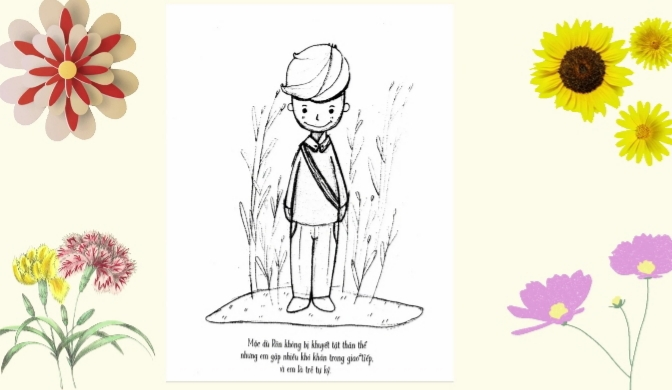 Mặc dù Rùa không bị khuyết tật thân thể
nhưng em gặp nhiều khó khăn trong giao tiếp,
vì em là trẻ tự kỷ.